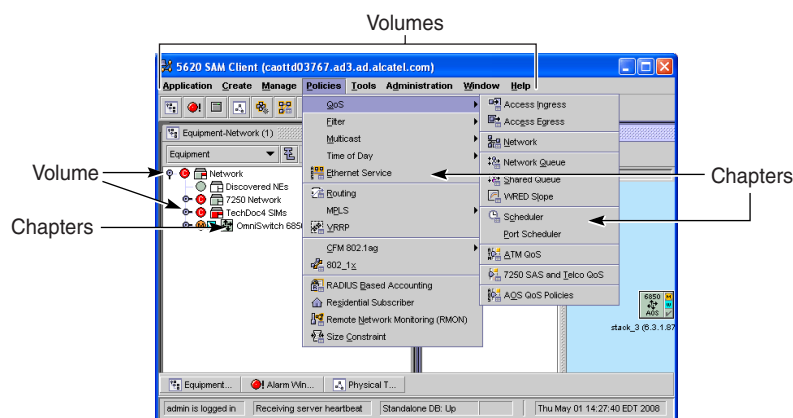 Volumes
5620 SAM Client (caottd03767.ad3.ad.alcatel.com)
Application Create Manage Policies Tools Administration Window Help
Equipment-Network (1)
Equipment
Network
Discovered NEs
7250 Network
TechDoc4 SIMs
OmniSwitch 685
Volume
Chapters
QoS
Filter
Multicast
Time of Day
Ethernet Service
Routing
MPLS
VRRP
CFM 802.1ag
802_1x
RADIUS Based Accounting
Residential Subscriber
Remote Network Monitoring (RMON)
Size Constraint
Access Ingress
Access Egress
Network
Network Queue
Shared Queue
WRED Slope
Scheduler
Port Scheduler
ATM QoS
7250 SAS and Telco QoS
AOS QoS Policies
Chapters
6850
AOS
M
stack_3 (6.3.1.87
Equipment... Alarm Win... Physical T...
admin is logged in Receiving server heartbeat Standalone DB: Up Thu May 01 14:27:40 EDT 2008